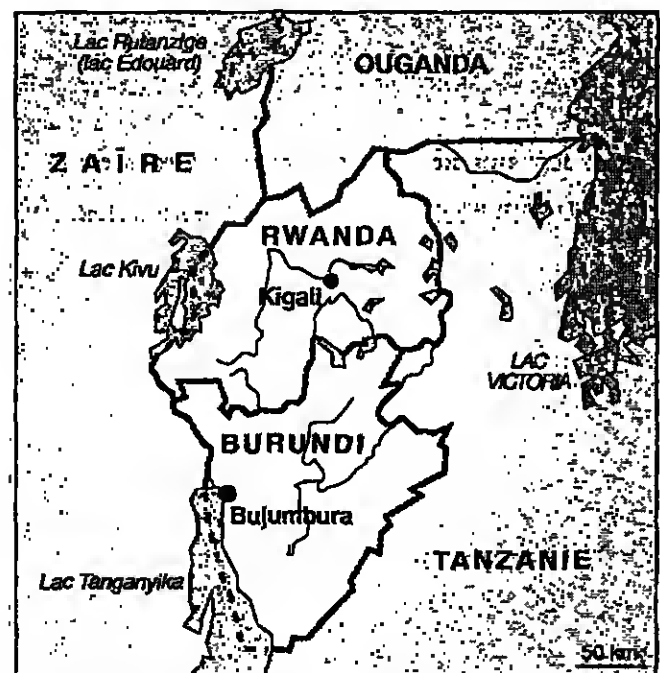 Lac Rutanzige
(lac Edouard)
OUGANDA
ZAÏRE
RWANDA
Lac Kivu
Kigali
LAC
VICTORIA
BURUNDI
Bujumbura
Lac Tanganyika
TANZANIE
50 km